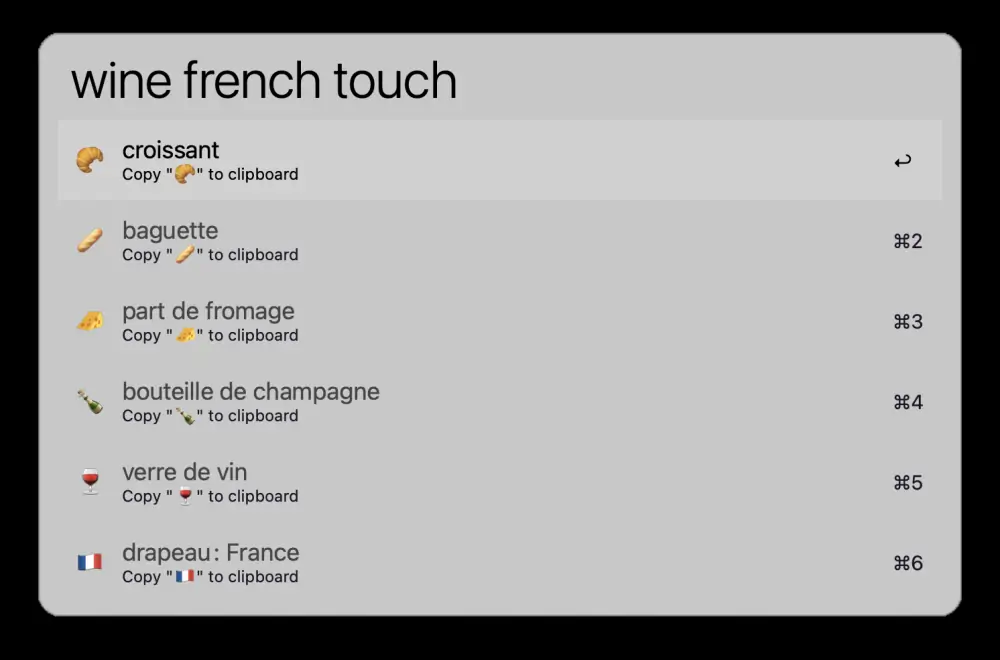 wine french touch
croissant
Copy "🥐" to clipboard
↩
baguette
Copy "🥖" to clipboard
⌘2
part de fromage
Copy "🧀" to clipboard
⌘3
bouteille de champagne
Copy "🍾" to clipboard
⌘4
verre de vin
Copy "🍷" to clipboard
⌘5
drapeau : France
Copy "🇫🇷" to clipboard
⌘6